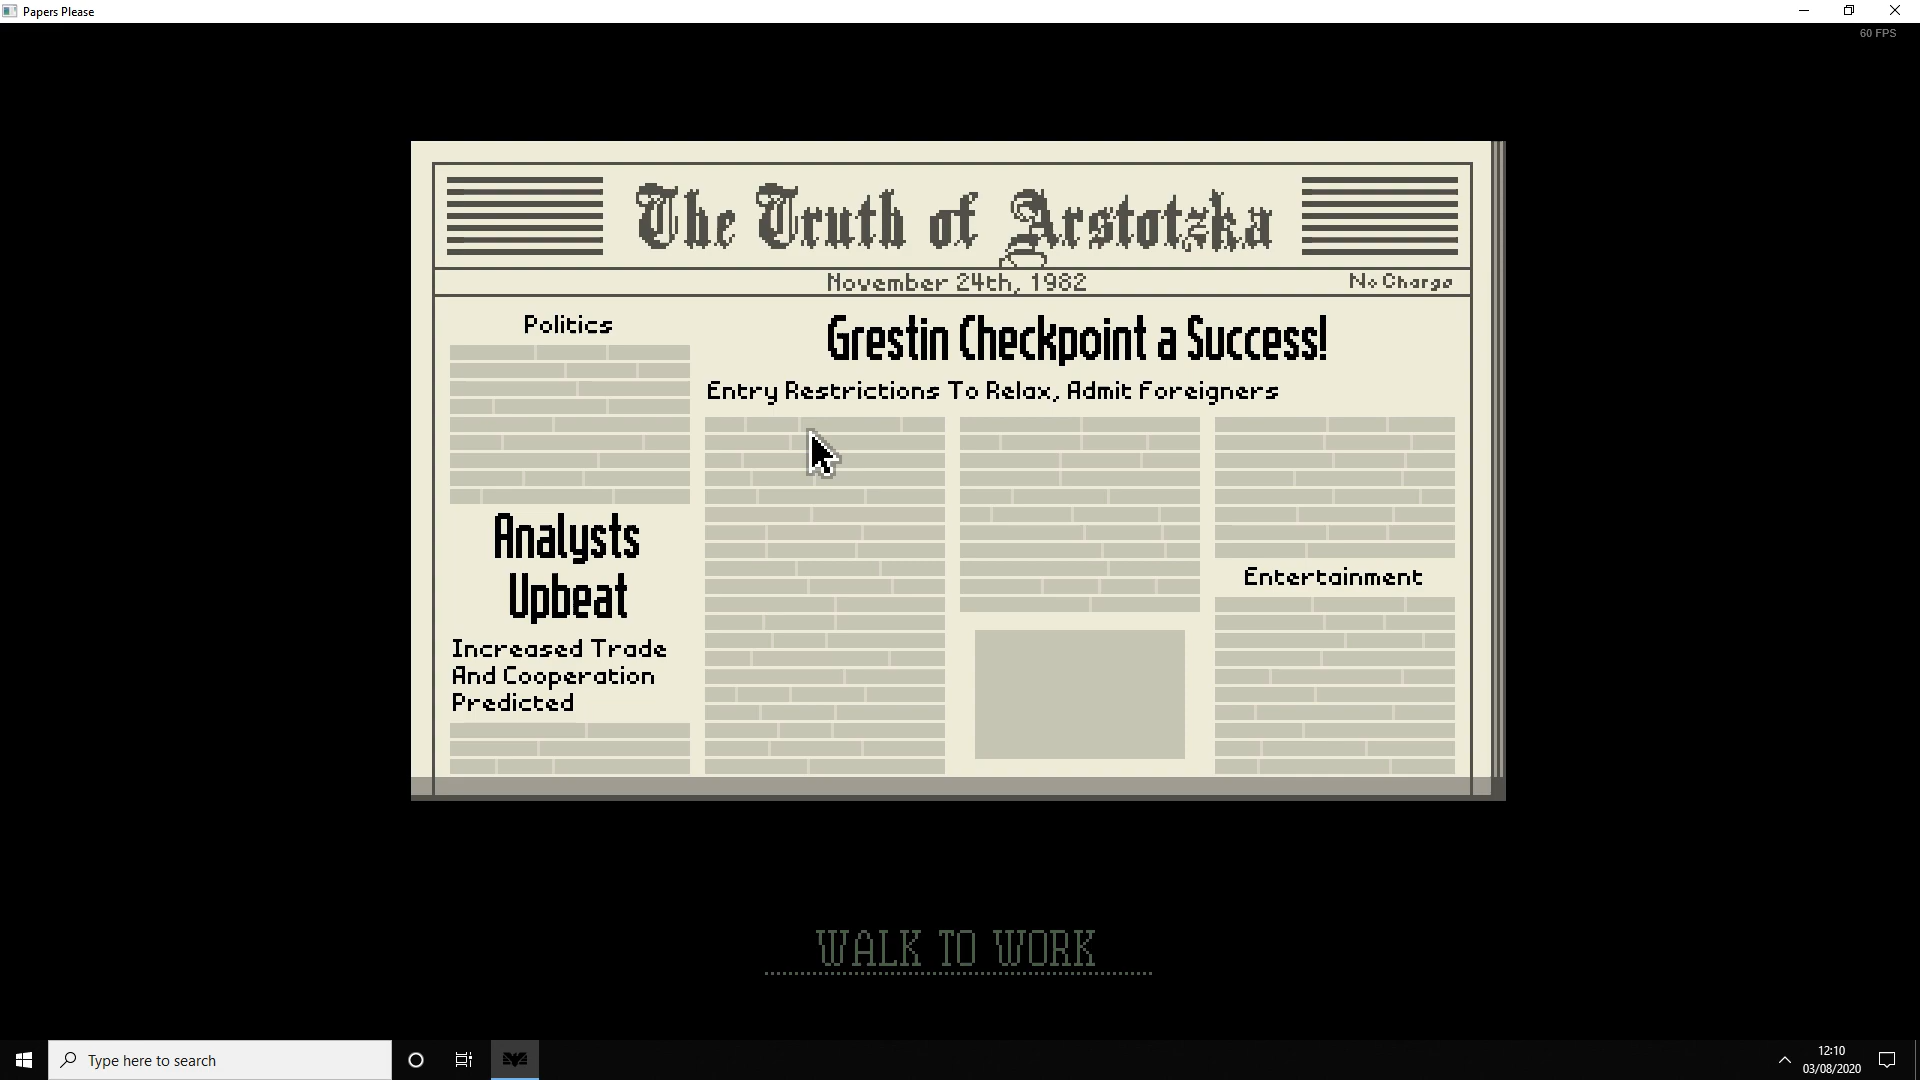 Papers Please
60 FPS
The Truth of Arstotzka
November 24th, 1982
No Charge
Politics
Analysts
Upbeat
Increased Trade
And Cooperation
Predicted
Grestin Checkpoint a Success!
Entry Restrictions To Relax, Admit Foreigners
Entertainment
WALK TO WORK
Type here to search
12:10
03/08/2020